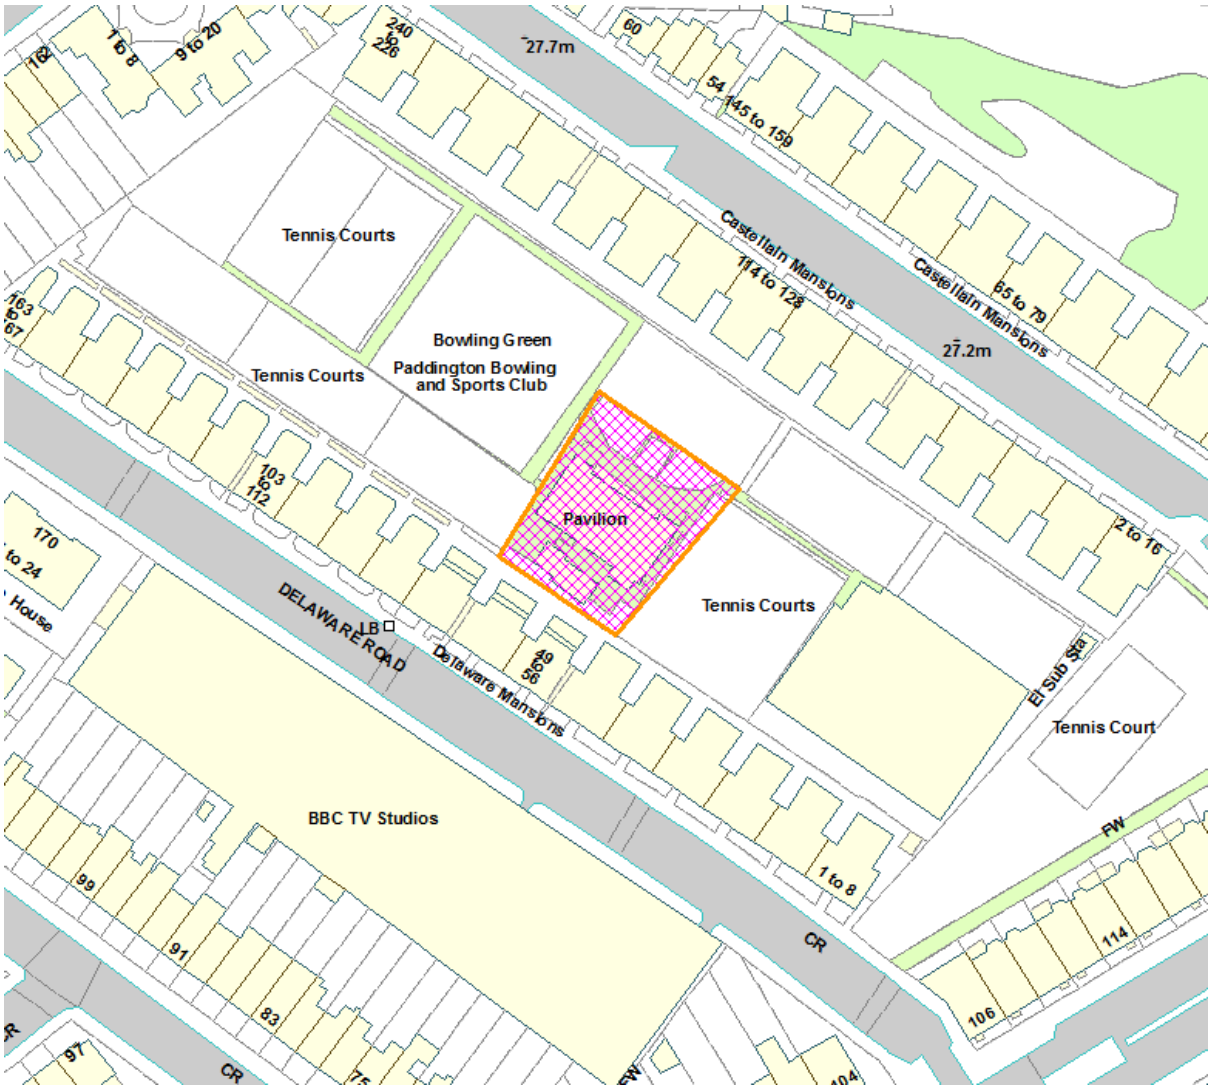 240
to
226
60
27.7m
1 to 8
9 to 20
162
54
145 to 159
Tennis Courts
Castellain Mansions
114 to 128
Castellain Mansions
65 to 79
27.2m
163
to
Bowling Green
Paddington Bowling
and Sports Club
Tennis Courts
103
to
112
Pavilion
2 to 16
170
to 24
House
DELAWARE ROAD
LB
Tennis Courts
49
to
56
Delaware Mansions
El Sub Sta
Tennis Court
BBC TV Studios
FW
1 to 8
99
91
83
75
CR
114
106
104
97
CR
CR
FW